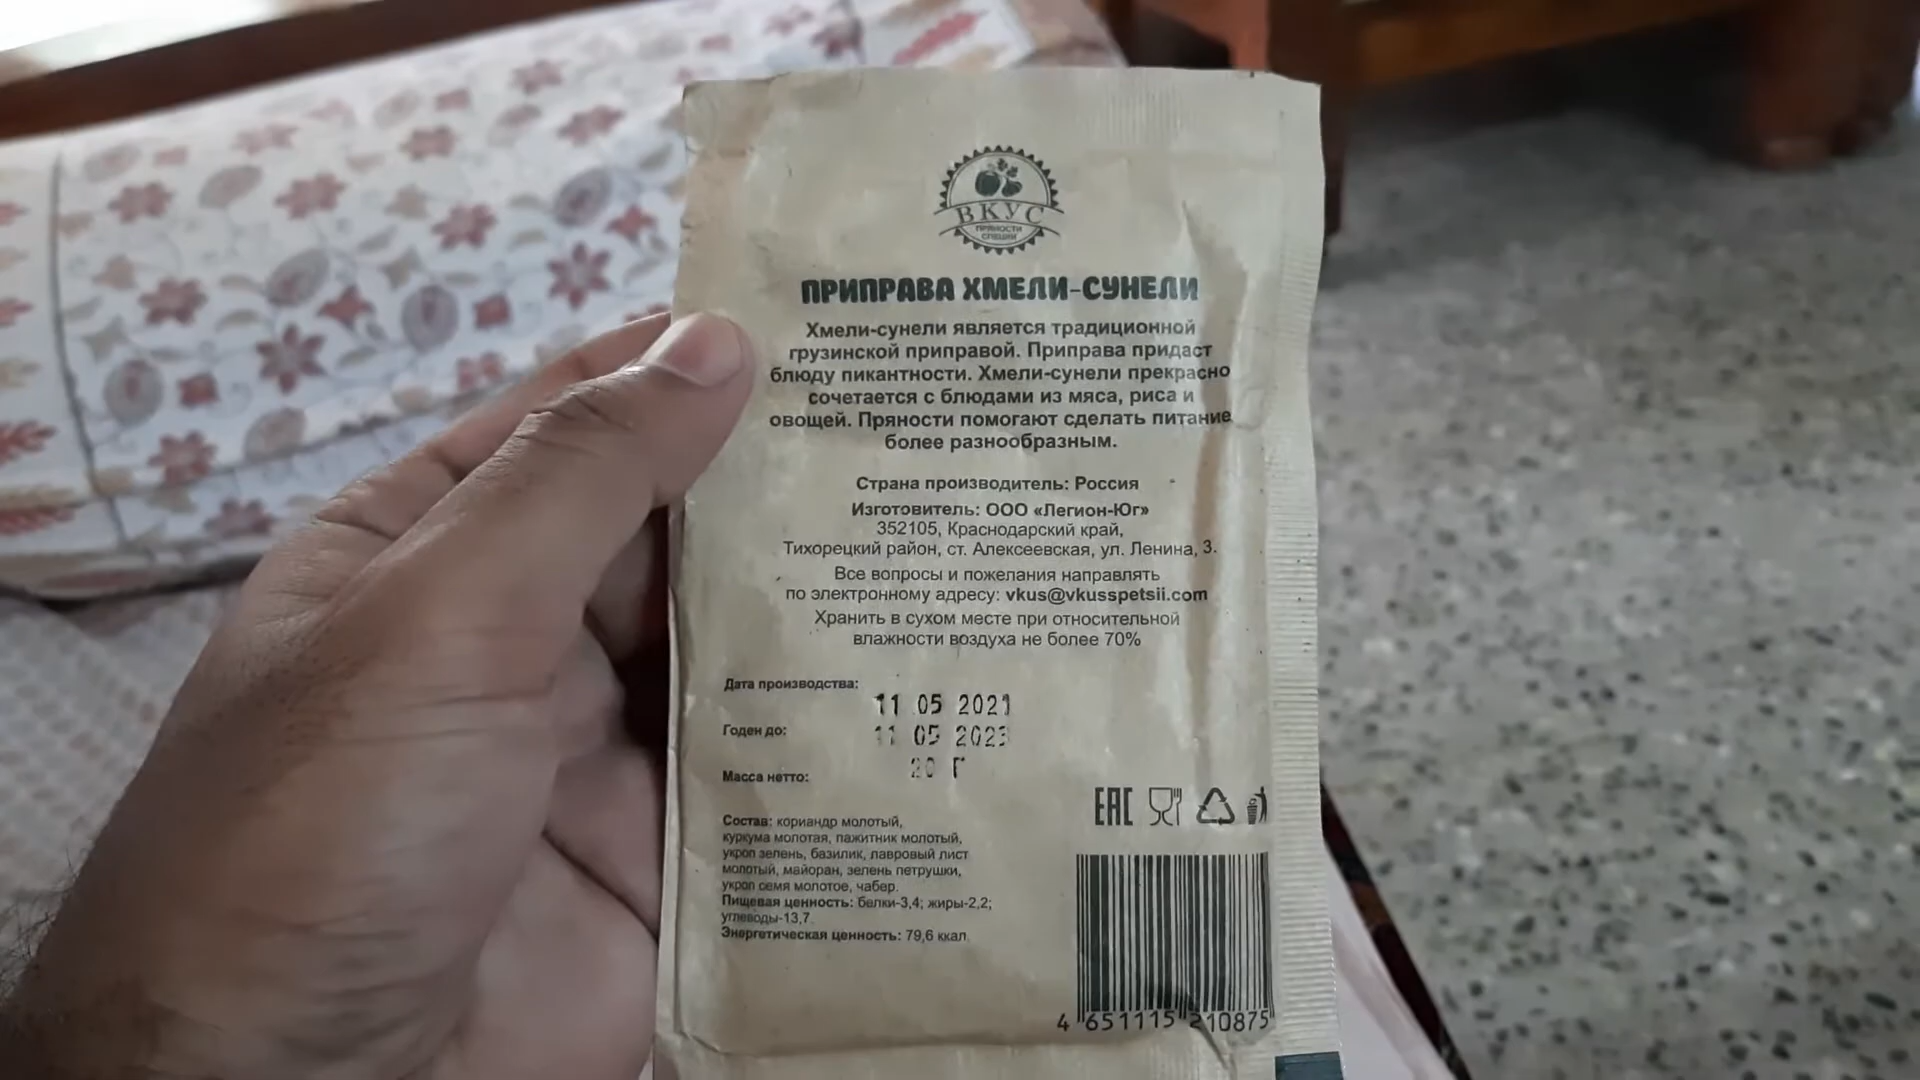 ВКУС
ПРЯНОСТИ
СПЕЦИИ
ПРИПРАВА ХМЕЛИ-СУНЕЛИ
Хмели-сунели является традиционной
грузинской приправой. Приправа придаст
блюду пикантности. Хмели-сунели прекрасно
сочетается с блюдами из мяса, риса и
овощей. Пряности помогают сделать питание
более разнообразным.
Страна производитель: Россия
Изготовитель: ООО «Легион-Юг»
352105, Краснодарский край,
Тихорецкий район, ст. Алексеевская, ул. Ленина, 3.
Все вопросы и пожелания направлять
по электронному адресу: vkus@vkusspetsii.com
Хранить в сухом месте при относительной
влажности воздуха не более 70%
Дата производства:
11 05 2021
Годен до:
11 05 2023
Масса нетто:
20 Г
Состав: кориандр молотый,
куркума молотая, пажитник молотый,
укроп зелень, базилик, лавровый лист
молотый, майоран, зелень петрушки,
укроп семя молотое, чабер.
Пищевая ценность: белки-3,4; жиры-2,2;
углеводы-13,7.
Энергетическая ценность: 79,6 ккал.
EAC
4 651115 210875